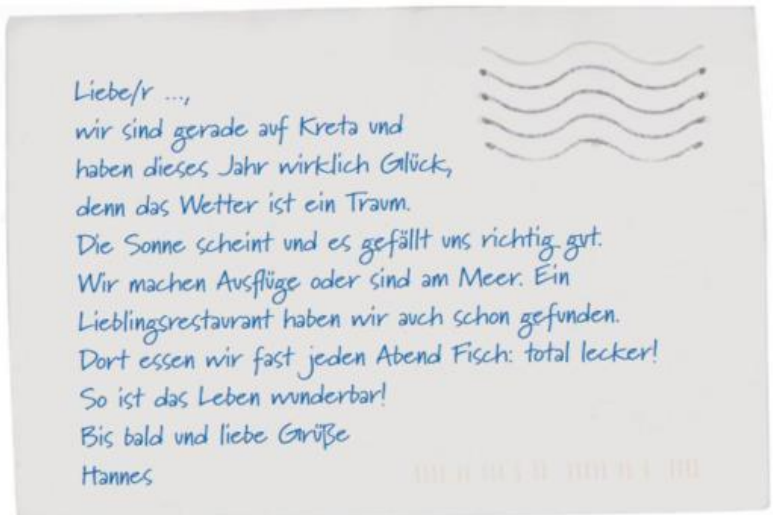 Liebe/r ...,
wir sind gerade auf Kreta und
haben dieses Jahr wirklich Glück,
denn das Wetter ist ein Traum.
Die Sonne scheint und es gefällt uns richtig gut.
Wir machen Ausflüge oder sind am Meer. Ein
Lieblingsrestaurant haben wir auch schon gefunden.
Dort essen wir fast jeden Abend Fisch: total lecker!
So ist das Leben wunderbar!
Bis bald und liebe Grüße
Hannes